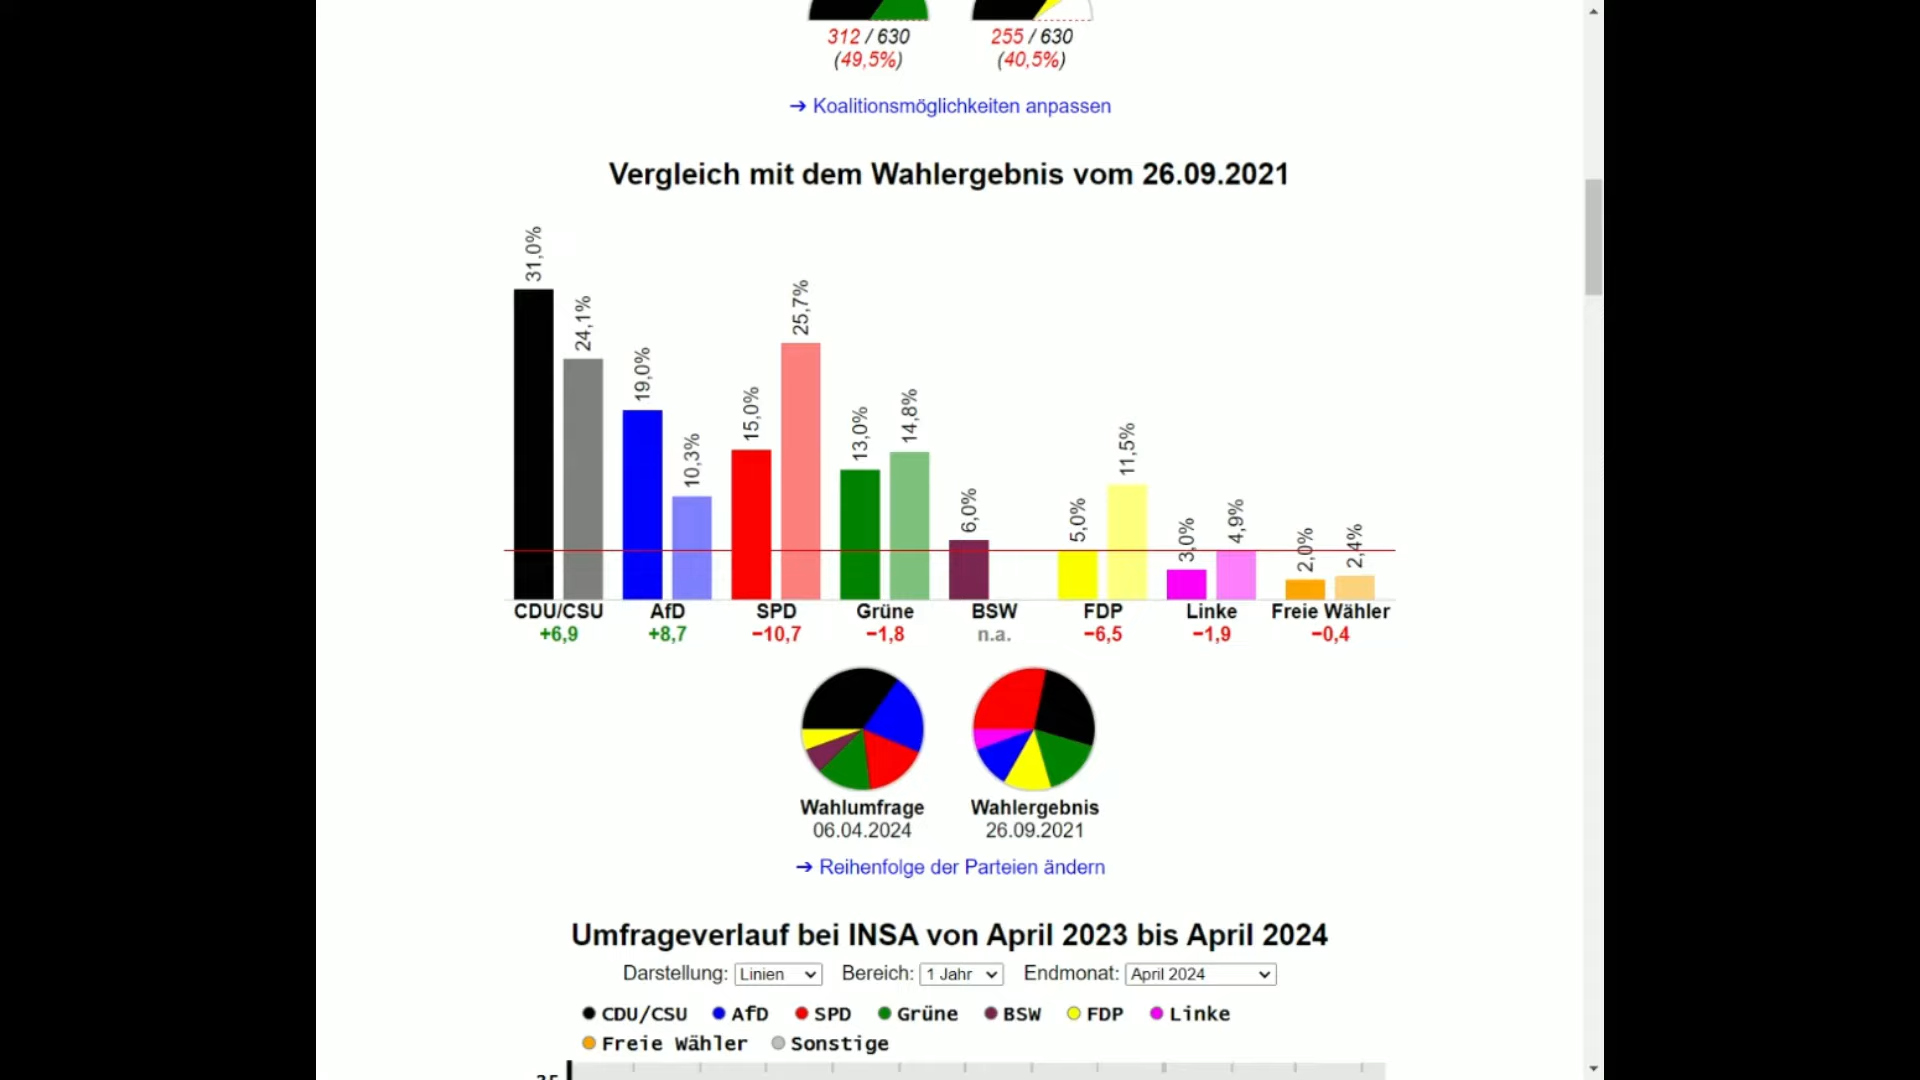 312 / 630
(49,5%)
255 / 630
(40,5%)
➔ Koalitionsmöglichkeiten anpassen
Vergleich mit dem Wahlergebnis vom 26.09.2021
31,0%
24,1%
19,0%
10,3%
15,0%
25,7%
13,0%
14,8%
6,0%
5,0%
11,5%
3,0%
4,9%
2,0%
2,4%
CDU/CSU
+6,9
AfD
+8,7
SPD
−10,7
Grüne
−1,8
BSW
n.a.
FDP
−6,5
Linke
−1,9
Freie Wähler
−0,4
Wahlumfrage
06.04.2024
Wahlergebnis
26.09.2021
➔ Reihenfolge der Parteien ändern
Umfrageverlauf bei INSA von April 2023 bis April 2024
Darstellung: Linien Bereich: 1 Jahr Endmonat: April 2024
CDU/CSU AfD SPD Grüne BSW FDP Linke
Freie Wähler Sonstige